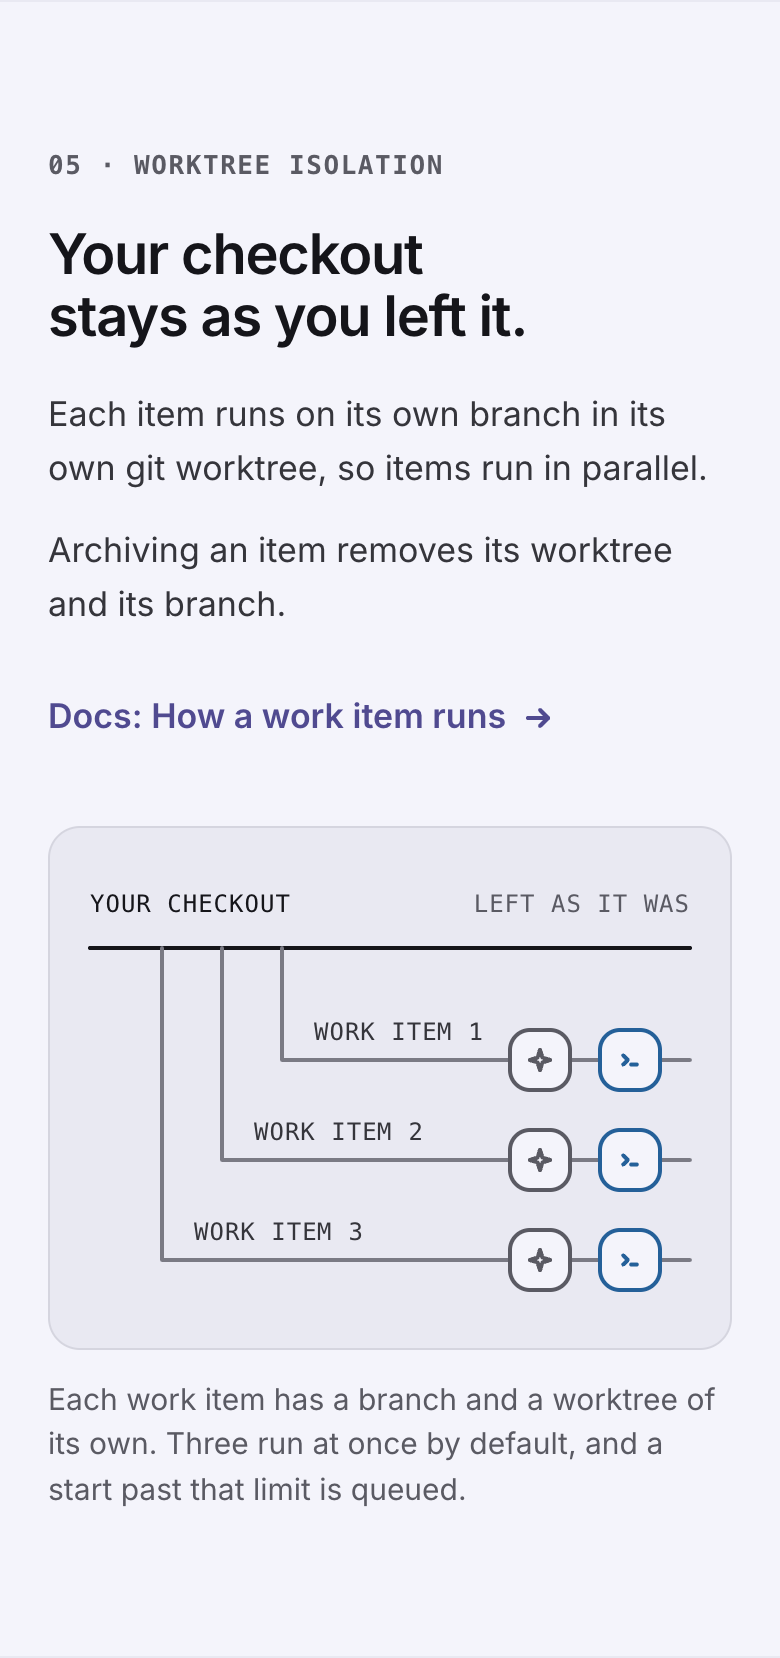 05 · WORKTREE ISOLATION
Your checkout
stays as you left it.
Each item runs on its own branch in its
own git worktree, so items run in parallel.
Archiving an item removes its worktree
and its branch.
Docs: How a work item runs →
YOUR CHECKOUT LEFT AS IT WAS
WORK ITEM 1
WORK ITEM 2
WORK ITEM 3
Each work item has a branch and a worktree of
its own. Three run at once by default, and a
start past that limit is queued.